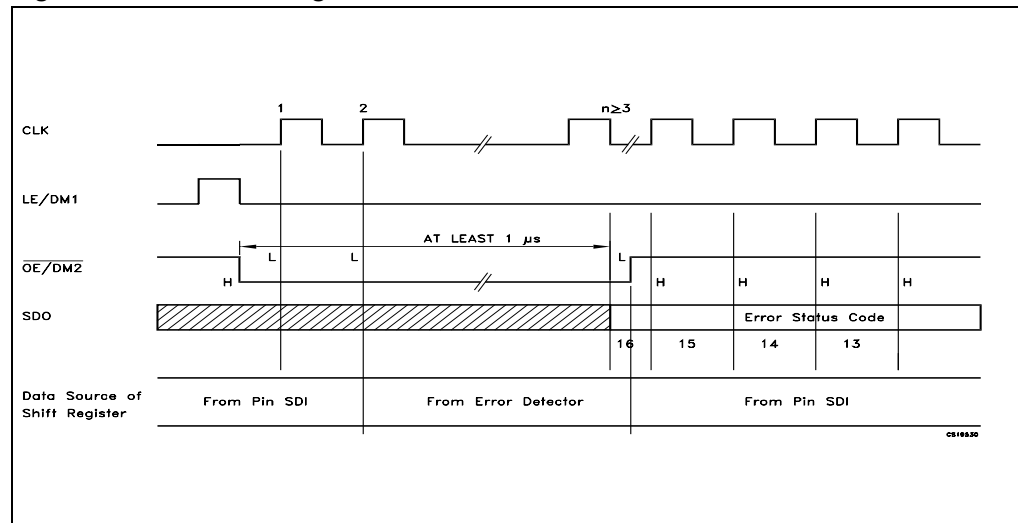 1 2 n≥3
CLK
LE/DM1
AT LEAST 1 µs
L L L
OE/DM2
H H H H H
SDO Error Status Code
16 15 14 13
Data Source of
Shift Register
From Pin SDI From Error Detector From Pin SDI
CS16530